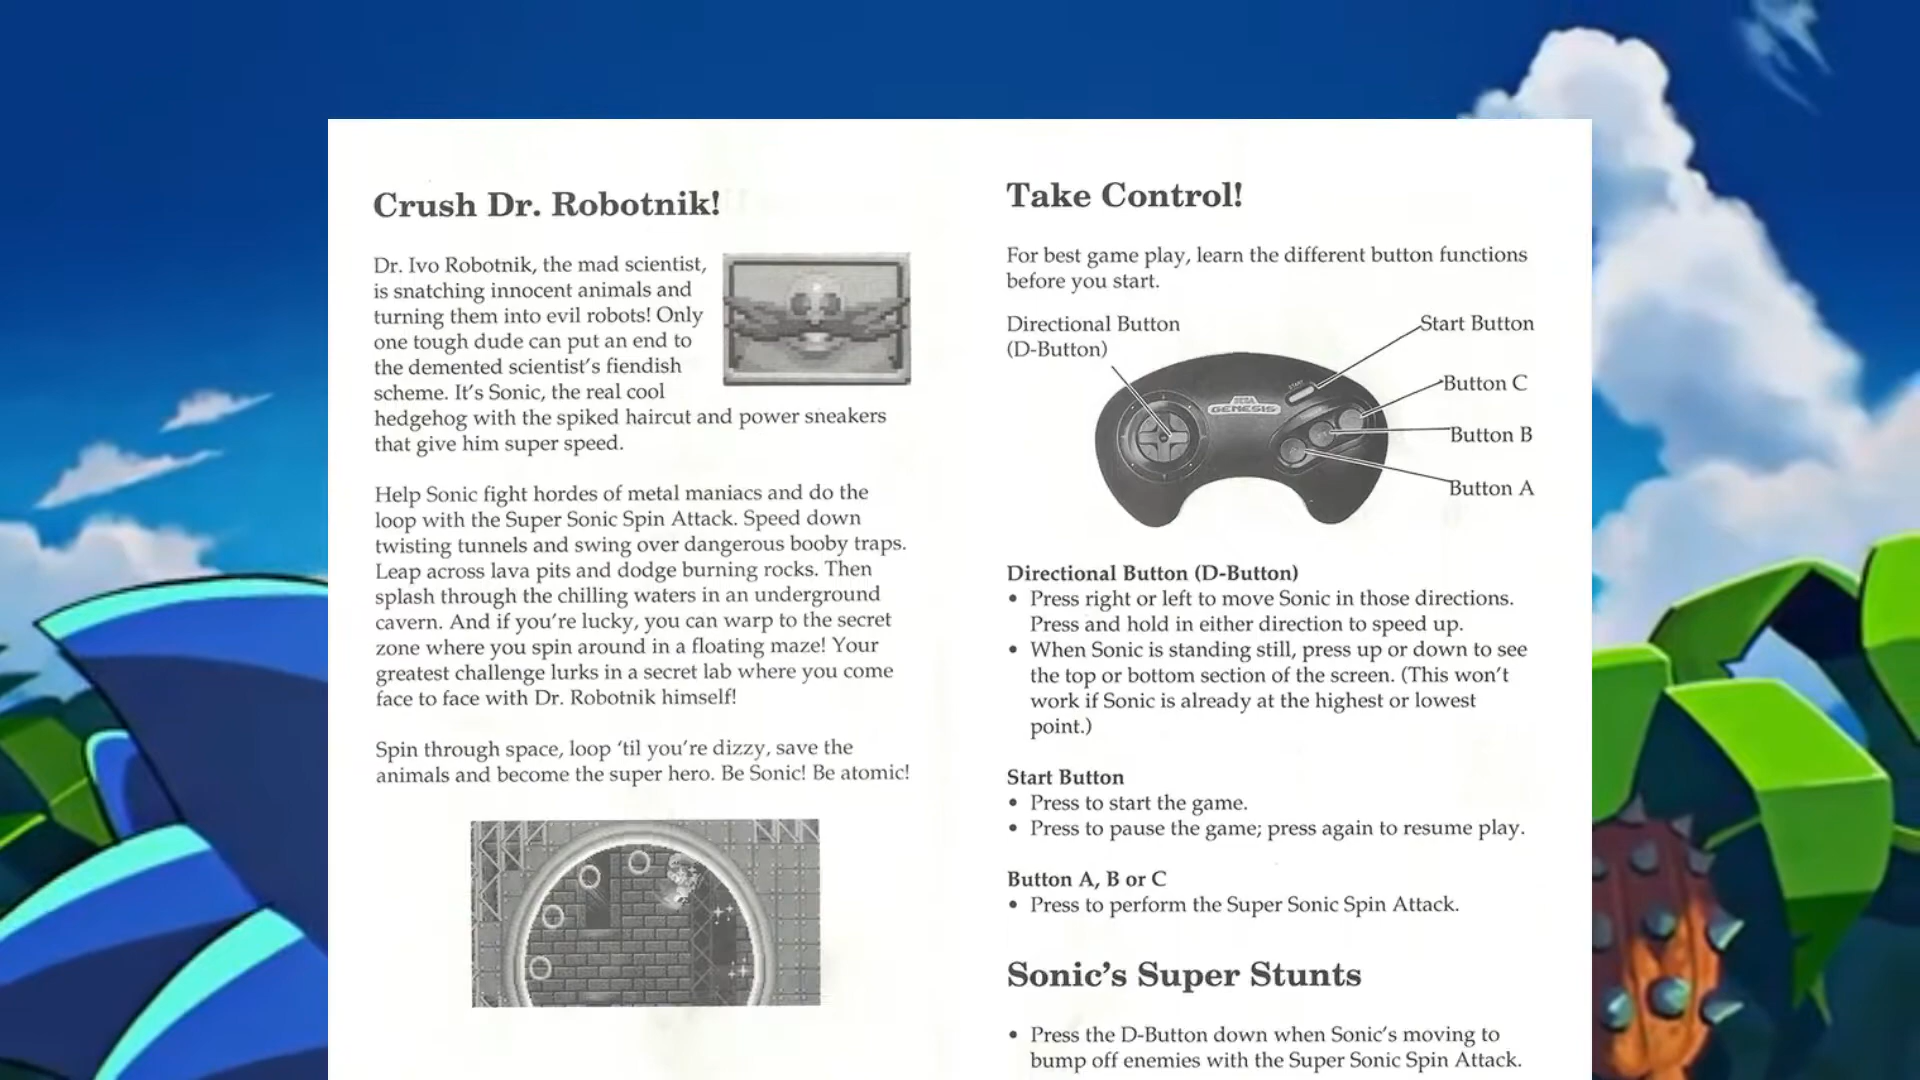 Crush Dr. Robotnik!
Dr. Ivo Robotnik, the mad scientist,
is snatching innocent animals and
turning them into evil robots! Only
one tough dude can put an end to
the demented scientist's fiendish
scheme. It's Sonic, the real cool
hedgehog with the spiked haircut and power sneakers
that give him super speed.
Help Sonic fight hordes of metal maniacs and do the
loop with the Super Sonic Spin Attack. Speed down
twisting tunnels and swing over dangerous booby traps.
Leap across lava pits and dodge burning rocks. Then
splash through the chilling waters in an underground
cavern. And if you're lucky, you can warp to the secret
zone where you spin around in a floating maze! Your
greatest challenge lurks in a secret lab where you come
face to face with Dr. Robotnik himself!
Spin through space, loop 'til you're dizzy, save the
animals and become the super hero. Be Sonic! Be atomic!
Take Control!
For best game play, learn the different button functions
before you start.
Directional Button
(D-Button)
Start Button
Button C
Button B
Button A
START
SEGA
GENESIS
Directional Button (D-Button)
• Press right or left to move Sonic in those directions.
Press and hold in either direction to speed up.
• When Sonic is standing still, press up or down to see
the top or bottom section of the screen. (This won't
work if Sonic is already at the highest or lowest
point.)
Start Button
• Press to start the game.
• Press to pause the game; press again to resume play.
Button A, B or C
• Press to perform the Super Sonic Spin Attack.
Sonic's Super Stunts
• Press the D-Button down when Sonic's moving to
bump off enemies with the Super Sonic Spin Attack.